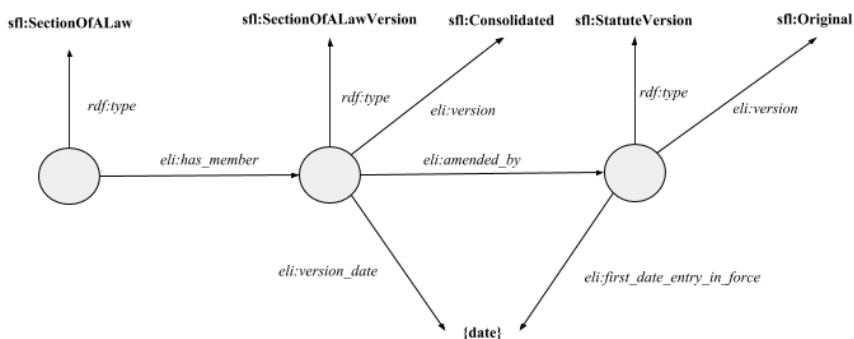 sfl:SectionOfALaw
sfl:SectionOfALawVersion
sfl:Consolidated
sfl:StatuteVersion
sfl:Original
rdf:type
rdf:type
eli:version
rdf:type
eli:version
eli:has_member
eli:amended_by
eli:version_date
eli:first_date_entry_in_force
{date}